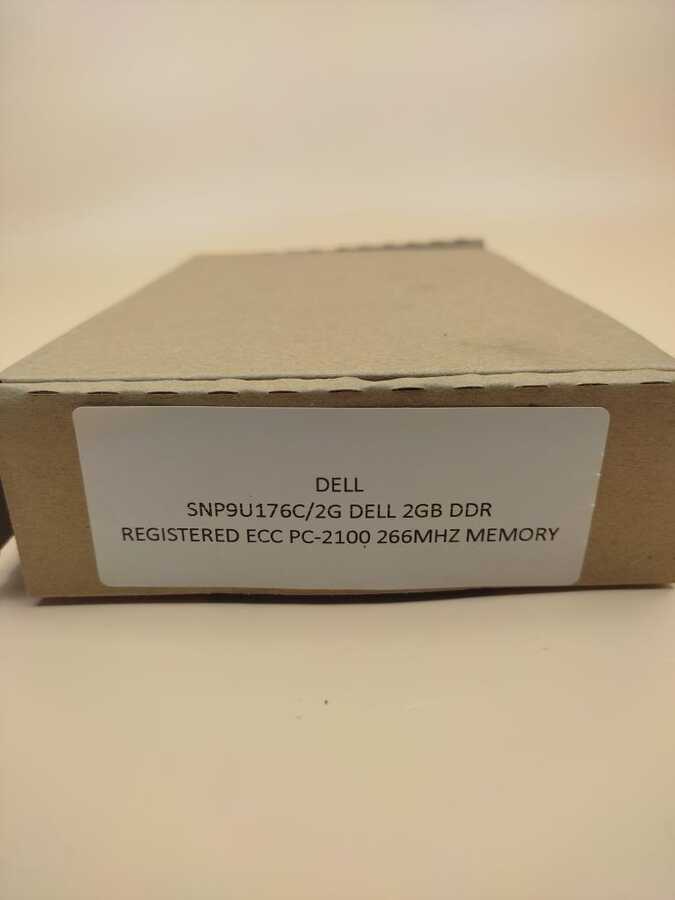 DELL
SNP9U176C/2G DELL 2GB DDR
REGISTERED ECC PC-2100 266MHZ MEMORY